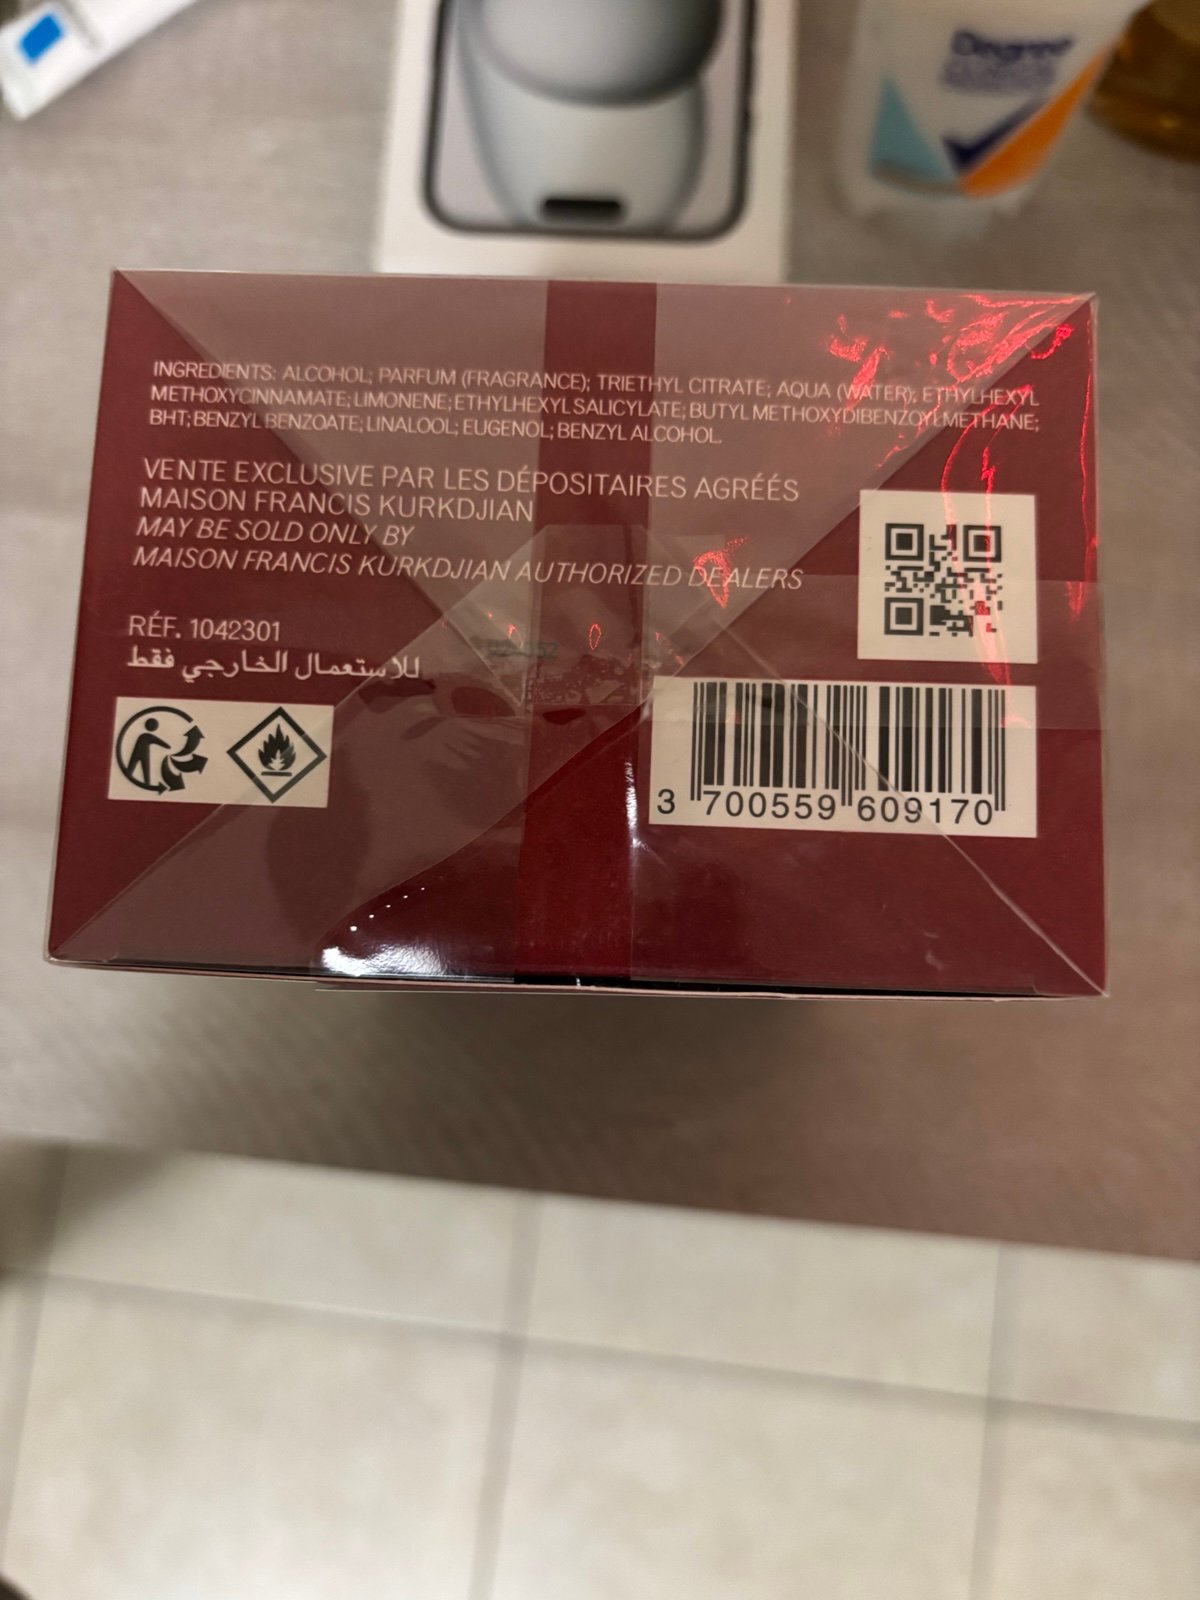 Degree
INGREDIENTS: ALCOHOL; PARFUM (FRAGRANCE); TRIETHYL CITRATE; AQUA (WATER); ETHYLHEXYL
METHOXYCINNAMATE; LIMONENE; ETHYLHEXYL SALICYLATE; BUTYL METHOXYDIBENZOYLMETHANE;
BHT; BENZYL BENZOATE; LINALOOL; EUGENOL; BENZYL ALCOHOL.
VENTE EXCLUSIVE PAR LES DÉPOSITAIRES AGRÉÉS
MAISON FRANCIS KURKDJIAN
MAY BE SOLD ONLY BY
MAISON FRANCIS KURKDJIAN AUTHORIZED DEALERS
RÉF. 1042301
للاستعمال الخارجي فقط
3 700559 609170